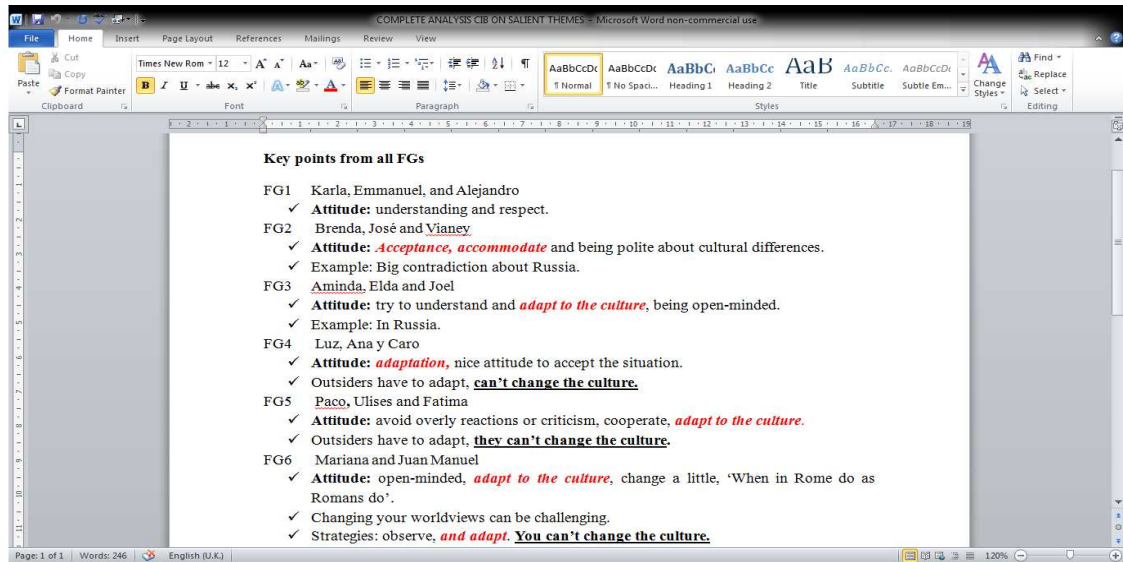 COMPLETE ANALYSIS CIB ON SALIENT THEMES - Microsoft Word non-commercial use
File Home Insert Page Layout References Mailings Review View
Paste
Cut
Copy
Format Painter
Clipboard
Times New Rom 12
B I U abc x, x²
Font
Paragraph
AaBbCcDc AaBbCcDc AaBbC AaBbCc AaB AaBbCc. AaBbCcDc
¶ Normal ¶ No Spaci... Heading 1 Heading 2 Title Subtitle Subtle Em...
Styles
Change Styles
Find
Replace
Select
Editing
Key points from all FGs
FG1 Karla, Emmanuel, and Alejandro
✓ Attitude: understanding and respect.
FG2 Brenda, José and Vianey
✓ Attitude: Acceptance, accommodate and being polite about cultural differences.
✓ Example: Big contradiction about Russia.
FG3 Aminda, Elda and Joel
✓ Attitude: try to understand and adapt to the culture, being open-minded.
✓ Example: In Russia.
FG4 Luz, Ana y Caro
✓ Attitude: adaptation, nice attitude to accept the situation.
✓ Outsiders have to adapt, can't change the culture.
FG5 Paco, Ulises and Fatima
✓ Attitude: avoid overly reactions or criticism, cooperate, adapt to the culture.
✓ Outsiders have to adapt, they can't change the culture.
FG6 Mariana and Juan Manuel
✓ Attitude: open-minded, adapt to the culture, change a little, 'When in Rome do as
Romans do'.
✓ Changing your worldviews can be challenging.
✓ Strategies: observe, and adapt. You can't change the culture.
Page: 1 of 1 Words: 246 English (U.K.) 120%